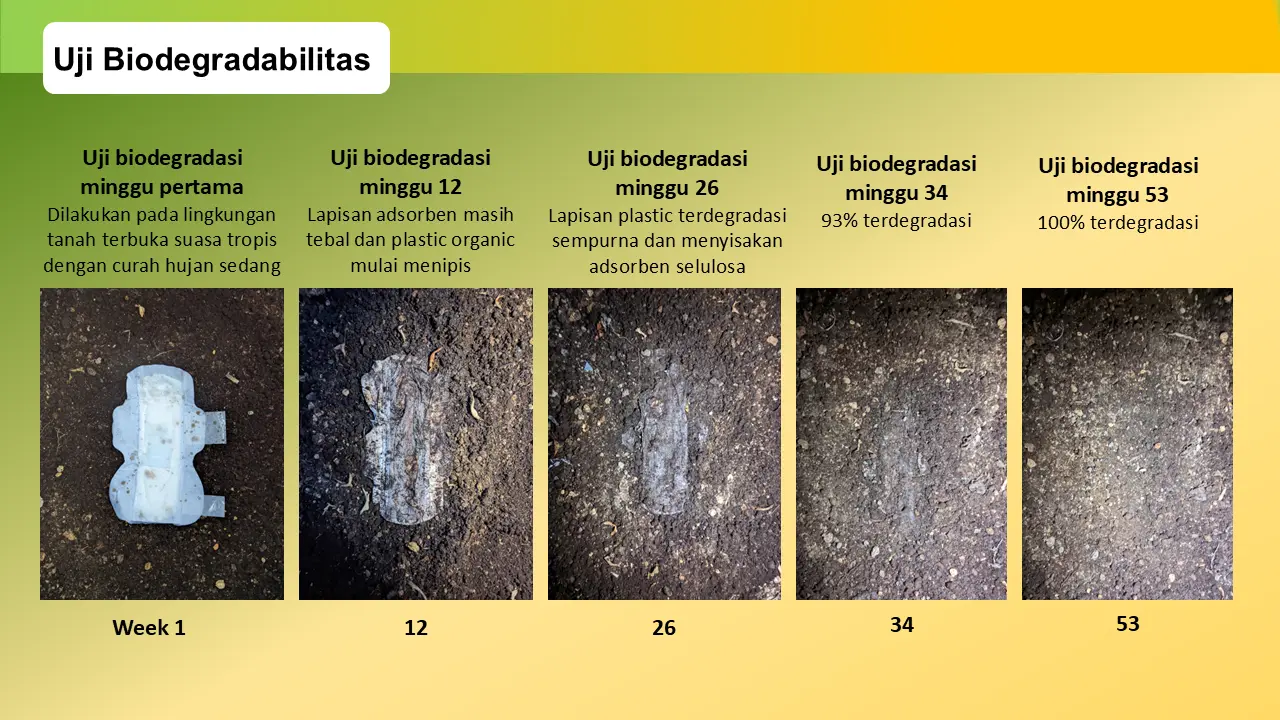 Uji Biodegradabilitas
Uji biodegradasi
minggu pertama
Dilakukan pada lingkungan
tanah terbuka suasa tropis
dengan curah hujan sedang
Uji biodegradasi
minggu 12
Lapisan adsorben masih
tebal dan plastic organic
mulai menipis
Uji biodegradasi
minggu 26
Lapisan plastic terdegradasi
sempurna dan menyisakan
adsorben selulosa
Uji biodegradasi
minggu 34
93% terdegradasi
Uji biodegradasi
minggu 53
100% terdegradasi
Week 1
12
26
34
53